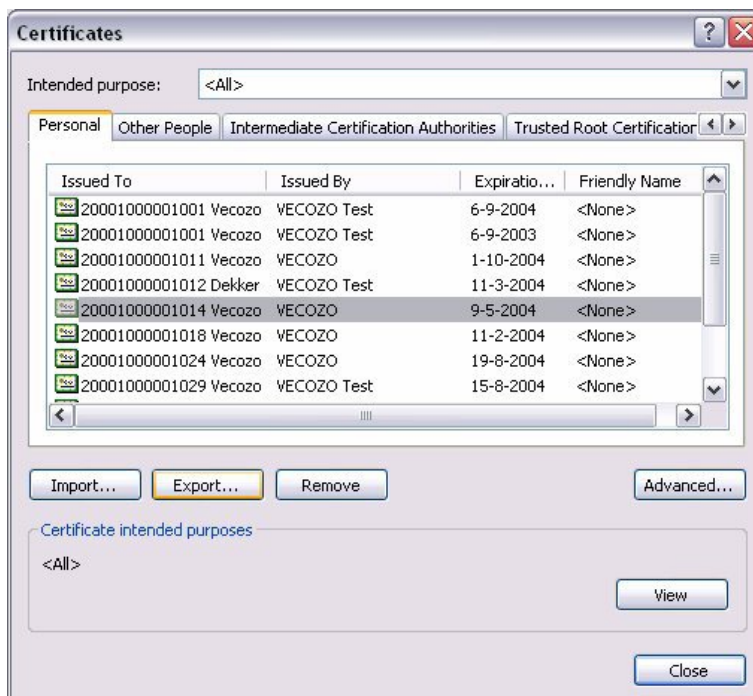 Certificates
Intended purpose: <All>
Personal Other People Intermediate Certification Authorities Trusted Root Certification
Issued To Issued By Expiratio... Friendly Name
20001000001001 Vecozo VECOZO Test 6-9-2004 <None>
20001000001001 Vecozo VECOZO Test 6-9-2003 <None>
20001000001011 Vecozo VECOZO 1-10-2004 <None>
20001000001012 Dekker VECOZO Test 11-3-2004 <None>
20001000001014 Vecozo VECOZO 9-5-2004 <None>
20001000001018 Vecozo VECOZO 11-2-2004 <None>
20001000001024 Vecozo VECOZO 19-8-2004 <None>
20001000001029 Vecozo VECOZO Test 15-8-2004 <None>
Import... Export... Remove Advanced...
Certificate intended purposes
<All>
View
Close